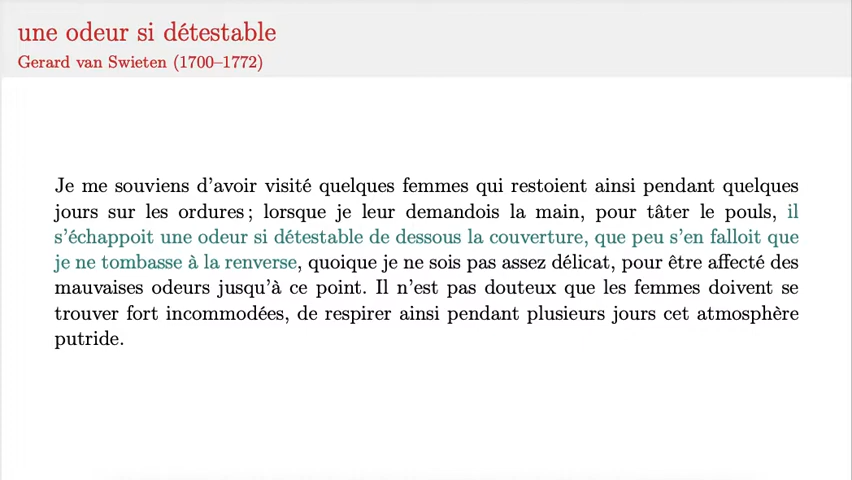 une odeur si détestable
Gerard van Swieten (1700–1772)
Je me souviens d'avoir visité quelques femmes qui restoient ainsi pendant quelques
jours sur les ordures ; lorsque je leur demandois la main, pour tâter le pouls, il
s'échappoit une odeur si détestable de dessous la couverture, que peu s'en falloit que
je ne tombasse à la renverse, quoique je ne sois pas assez délicat, pour être affecté des
mauvaises odeurs jusqu'à ce point. Il n'est pas douteux que les femmes doivent se
trouver fort incommodées, de respirer ainsi pendant plusieurs jours cet atmosphère
putride.